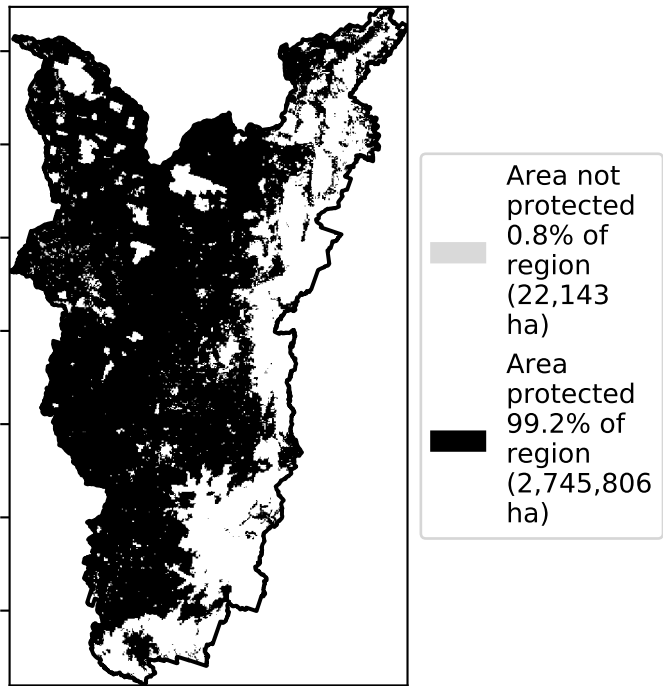 Area not
protected
0.8% of
region
(22,143
ha)
Area
protected
99.2% of
region
(2,745,806
ha)